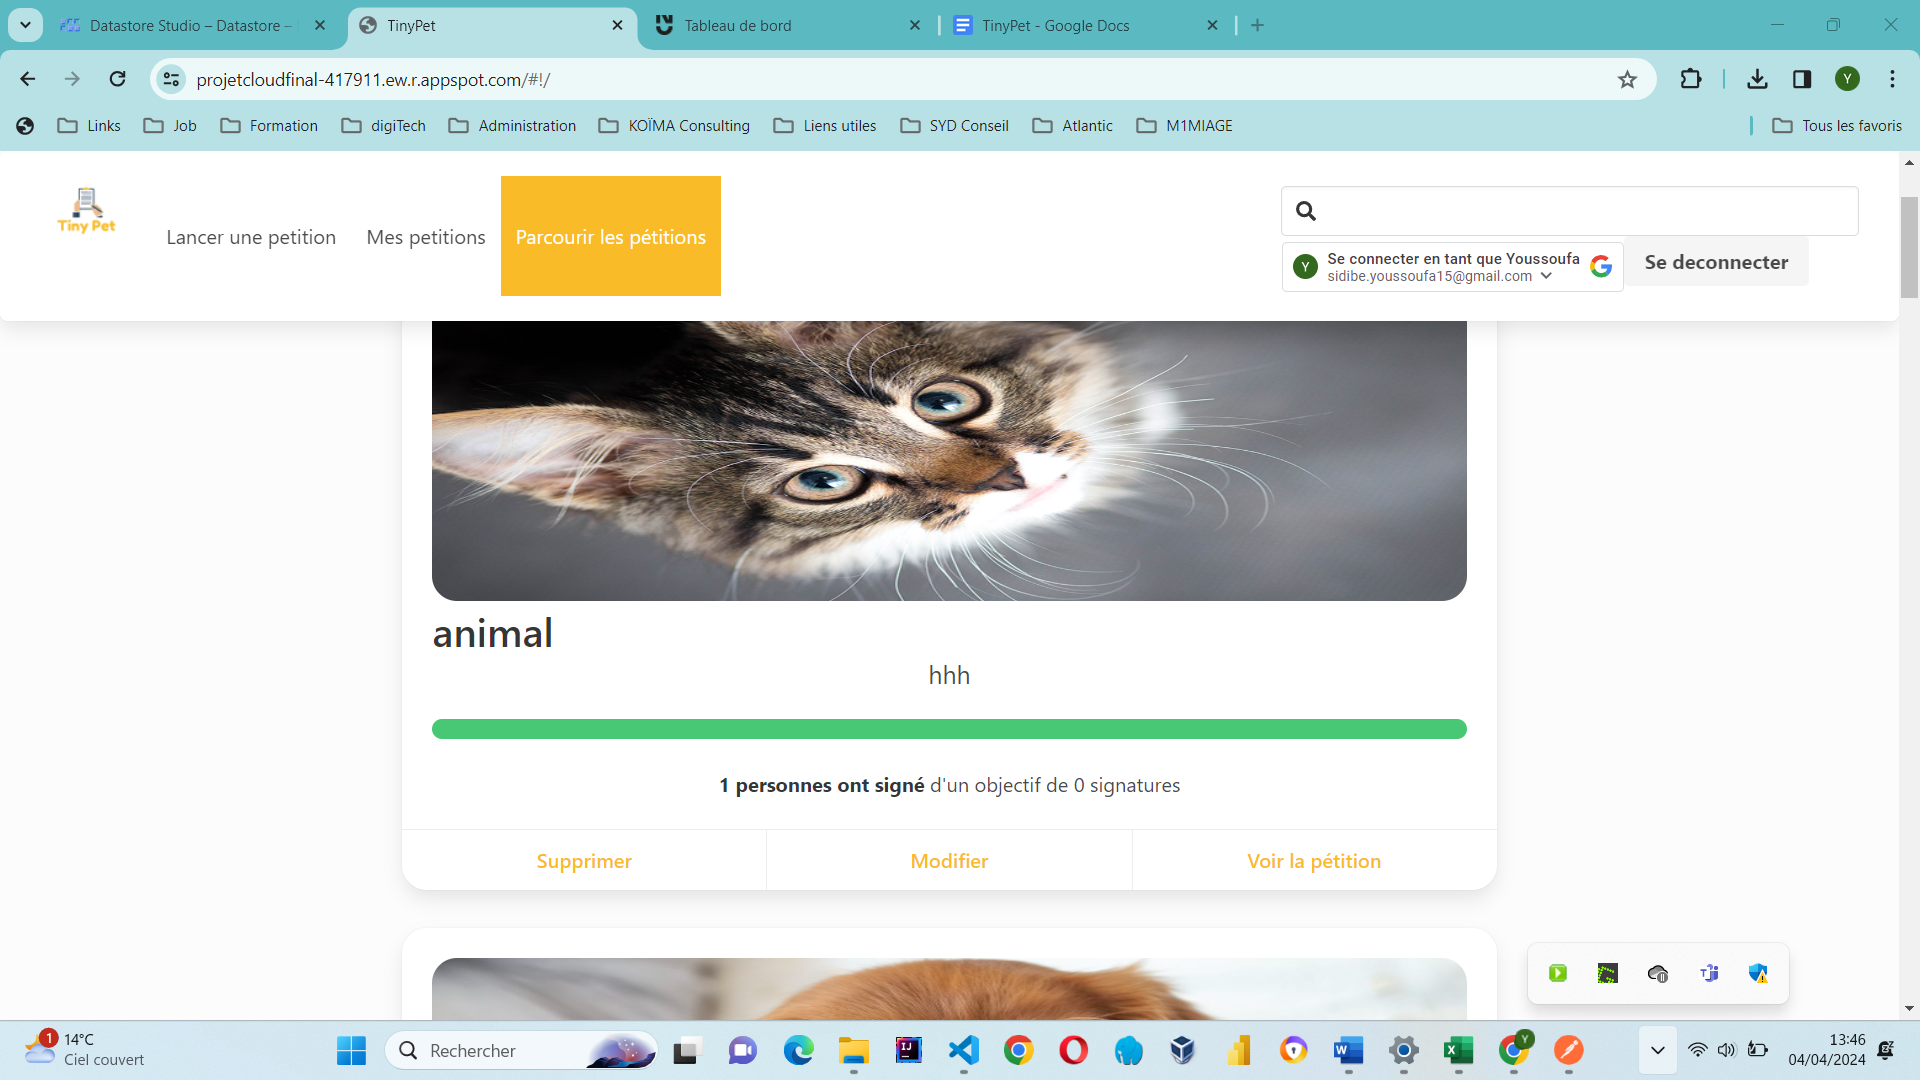 Datastore Studio – Datastore –
TinyPet
Tableau de bord
TinyPet - Google Docs
projetcloudfinal-417911.ew.r.appspot.com/#!/
Y
Links
Job
Formation
digiTech
Administration
KOÏMA Consulting
Liens utiles
SYD Conseil
Atlantic
M1MIAGE
Tous les favoris
Tiny Pet
Lancer une petition
Mes petitions
Parcourir les pétitions
Y
Se connecter en tant que Youssoufa
sidibe.youssoufa15@gmail.com
Se deconnecter
animal
hhh
1 personnes ont signé d'un objectif de 0 signatures
Supprimer
Modifier
Voir la pétition
1
14°C
Ciel couvert
Rechercher
13:46
04/04/2024